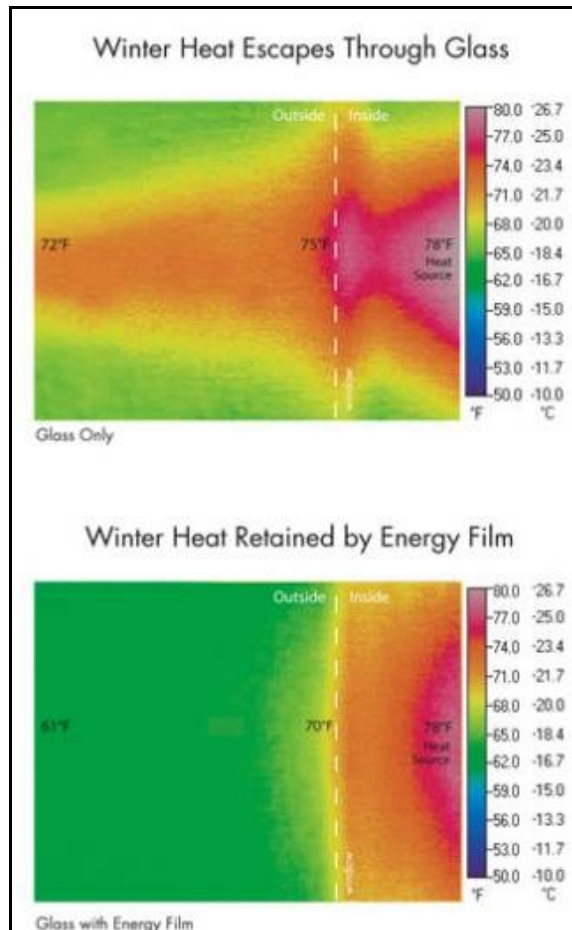 Winter Heat Escapes Through Glass
Outside Inside
72°F 75°F 78°F
Heat
Source
window
80.0 26.7
77.0 25.0
74.0 23.4
71.0 21.7
68.0 20.0
65.0 18.4
62.0 16.7
59.0 15.0
56.0 13.3
53.0 11.7
50.0 10.0
°F °C
Glass Only
Winter Heat Retained by Energy Film
Outside Inside
61°F 70°F 78°F
Heat
Source
window
80.0 26.7
77.0 25.0
74.0 23.4
71.0 21.7
68.0 20.0
65.0 18.4
62.0 16.7
59.0 15.0
56.0 13.3
53.0 11.7
50.0 10.0
°F °C
Glass with Energy Film